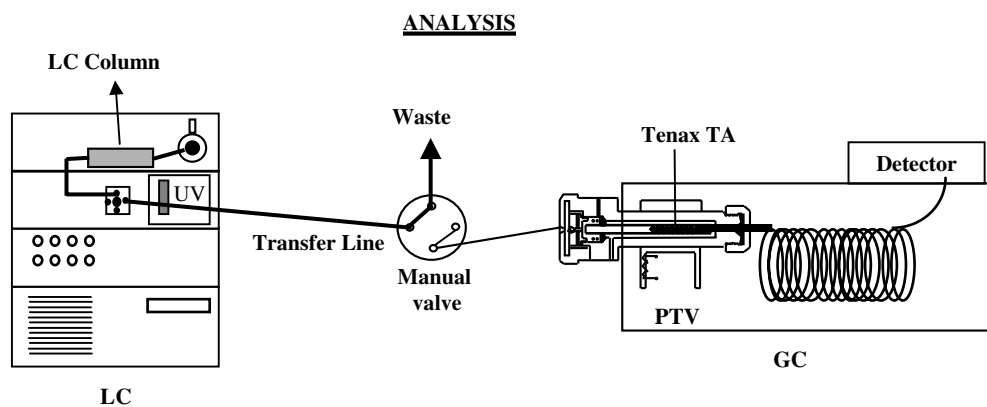 ANALYSIS
LC Column
Waste
Tenax TA
Detector
UV
Transfer Line
Manual
valve
PTV
GC
LC